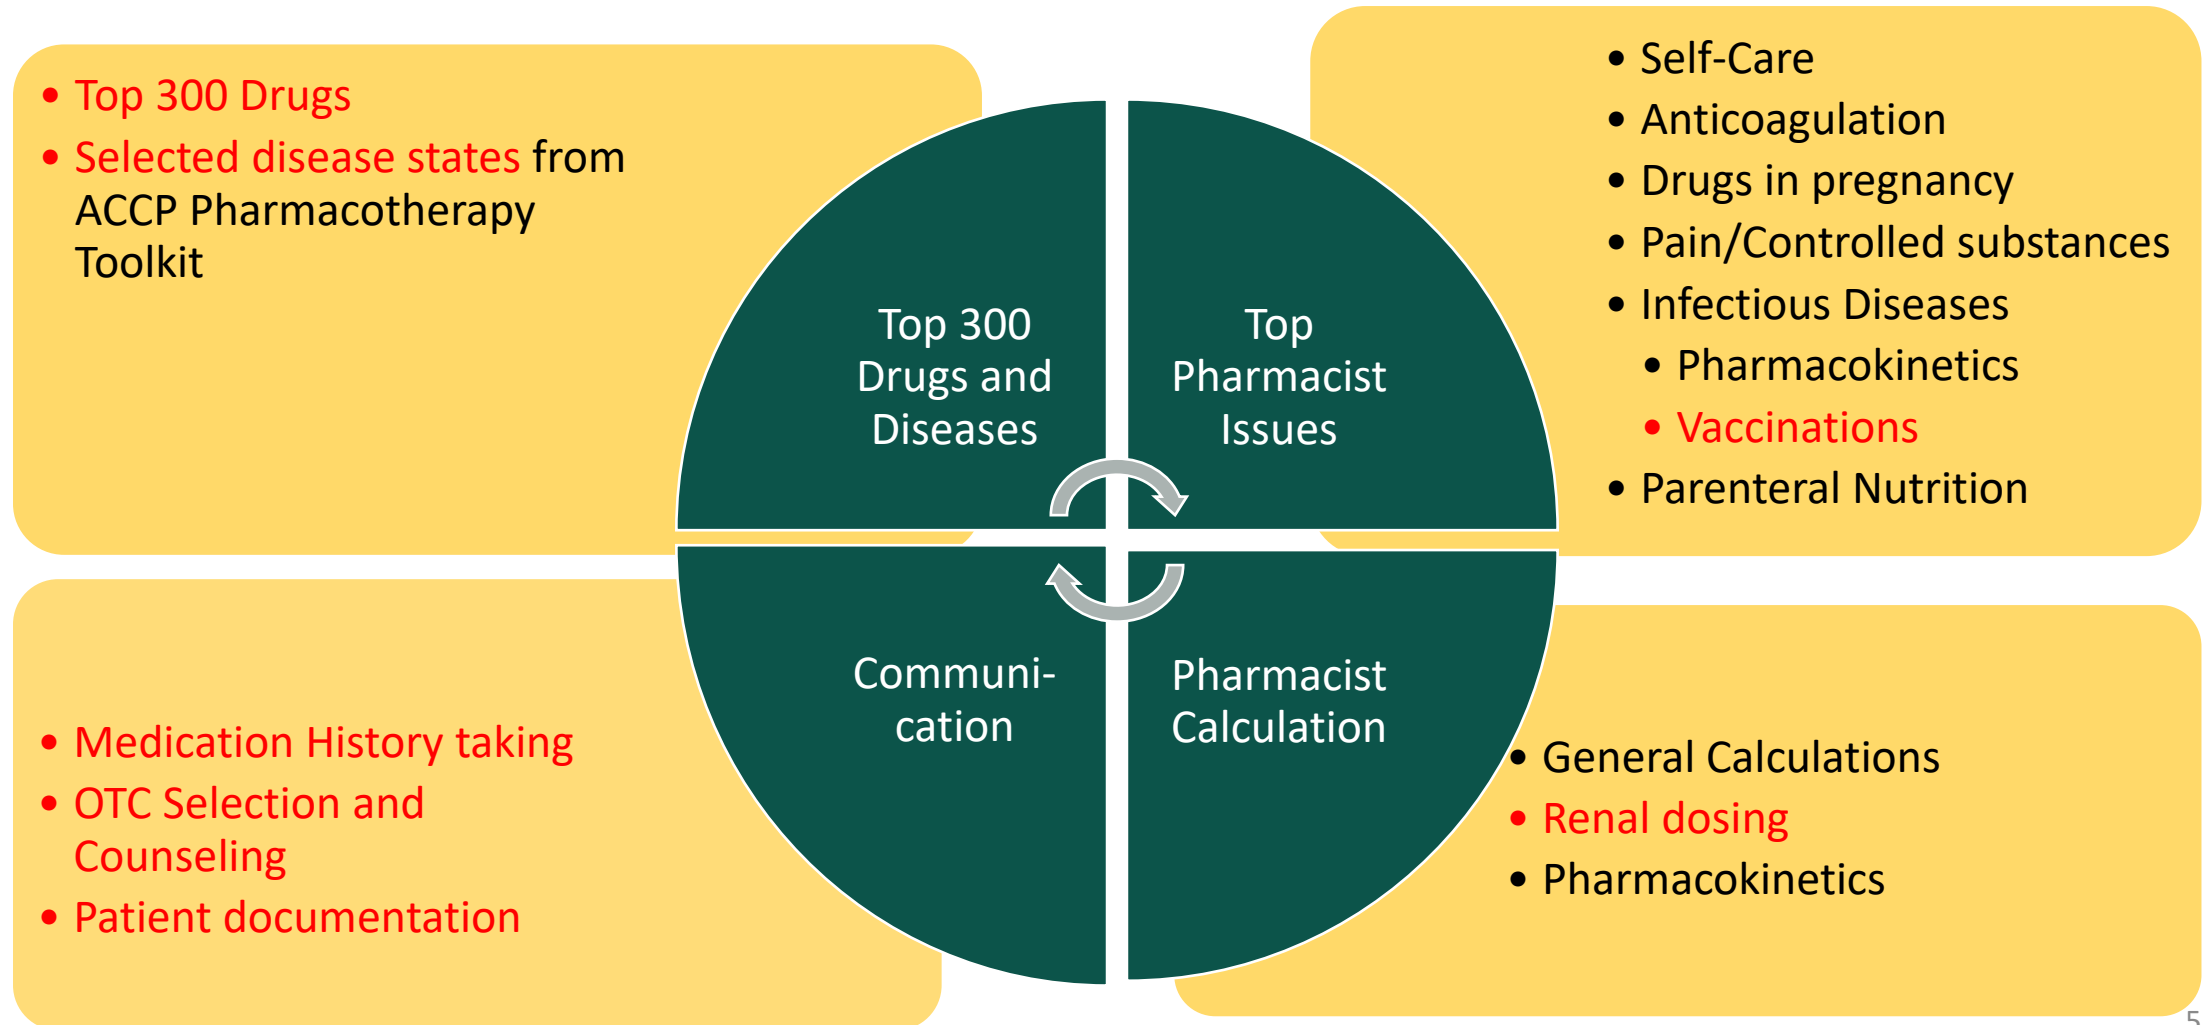 • Top 300 Drugs
• Selected disease states from
ACCP Pharmacotherapy
Toolkit
Top 300
Drugs and
Diseases
Top
Pharmacist
Issues
• Self-Care
• Anticoagulation
• Drugs in pregnancy
• Pain/Controlled substances
• Infectious Diseases
• Pharmacokinetics
• Vaccinations
• Parenteral Nutrition
• Medication History taking
• OTC Selection and
Counseling
• Patient documentation
Communi-
cation
Pharmacist
Calculation
• General Calculations
• Renal dosing
• Pharmacokinetics
5